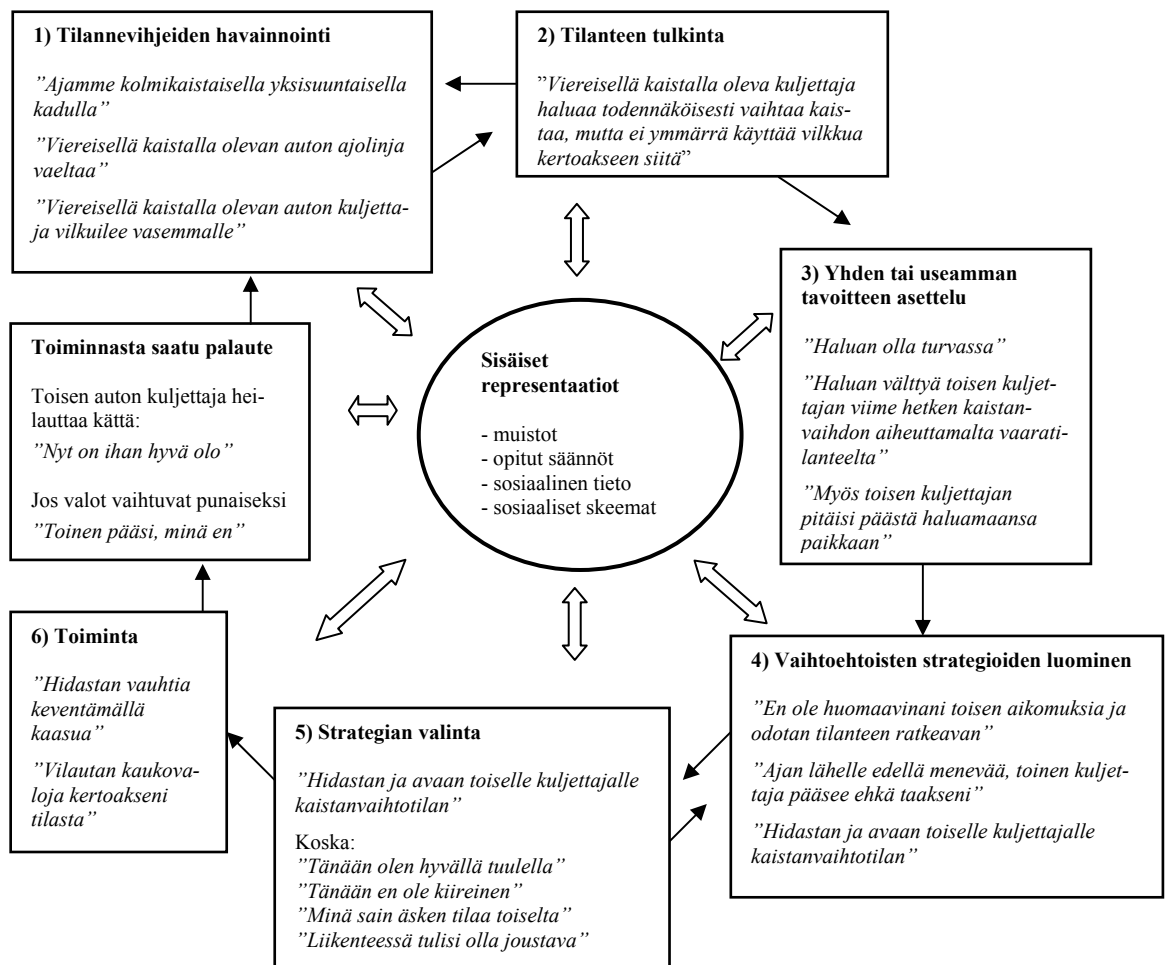 1) Tilannevihjeiden havainnointi
”Ajamme kolmikaistaisella yksisuuntaisella
kadulla”
”Viereisellä kaistalla olevan auton ajolinja
vaeltaa”
”Viereisellä kaistalla olevan auton kuljetta-
ja vilkuilee vasemmalle”
2) Tilanteen tulkinta
”Viereisellä kaistalla oleva kuljettaja
haluaa todennäköisesti vaihtaa kais-
taa, mutta ei ymmärrä käyttää vilkkua
kertoakseen siitä”
3) Yhden tai useamman
tavoitteen asettelu
”Haluan olla turvassa”
”Haluan välttyä toisen kuljet-
tajan viime hetken kaistan-
vaihdon aiheuttamalta vaarati-
lanteelta”
”Myös toisen kuljettajan
pitäisi päästä haluamaansa
paikkaan”
Sisäiset
representaatiot
- muistot
- opitut säännöt
- sosiaalinen tieto
- sosiaaliset skeemat
Toiminnasta saatu palaute
Toisen auton kuljettaja hei-
lauttaa kättä:
”Nyt on ihan hyvä olo”
Jos valot vaihtuvat punaiseksi
”Toinen pääsi, minä en”
4) Vaihtoehtoisten strategioiden luominen
”En ole huomaavinani toisen aikomuksia ja
odotan tilanteen ratkeavan”
”Ajan lähelle edellä menevää, toinen kuljet-
taja pääsee ehkä taakseni”
”Hidastan ja avaan toiselle kuljettajalle
kaistanvaihtotilan”
5) Strategian valinta
”Hidastan ja avaan toiselle kuljettajalle
kaistanvaihtotilan”
Koska:
”Tänään olen hyvällä tuulella”
”Tänään en ole kiireinen”
”Minä sain äsken tilaa toiselta”
”Liikenteessä tulisi olla joustava”
6) Toiminta
”Hidastan vauhtia
keventämällä
kaasua”
”Vilautan kaukova-
loja kertoakseni
tilasta”